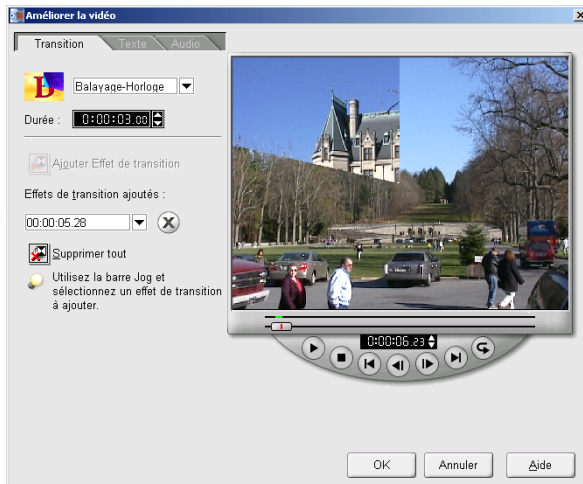 Améliorer la vidéo
Transition Texte Audio
Balayage-Horloge
Durée : 0:00:03.00
Ajouter Effet de transition
Effets de transition ajoutés :
00:00:05.28
Supprimer tout
Utilisez la barre Jog et
sélectionnez un effet de transition
à ajouter.
0:00:06.23
OK Annuler Aide